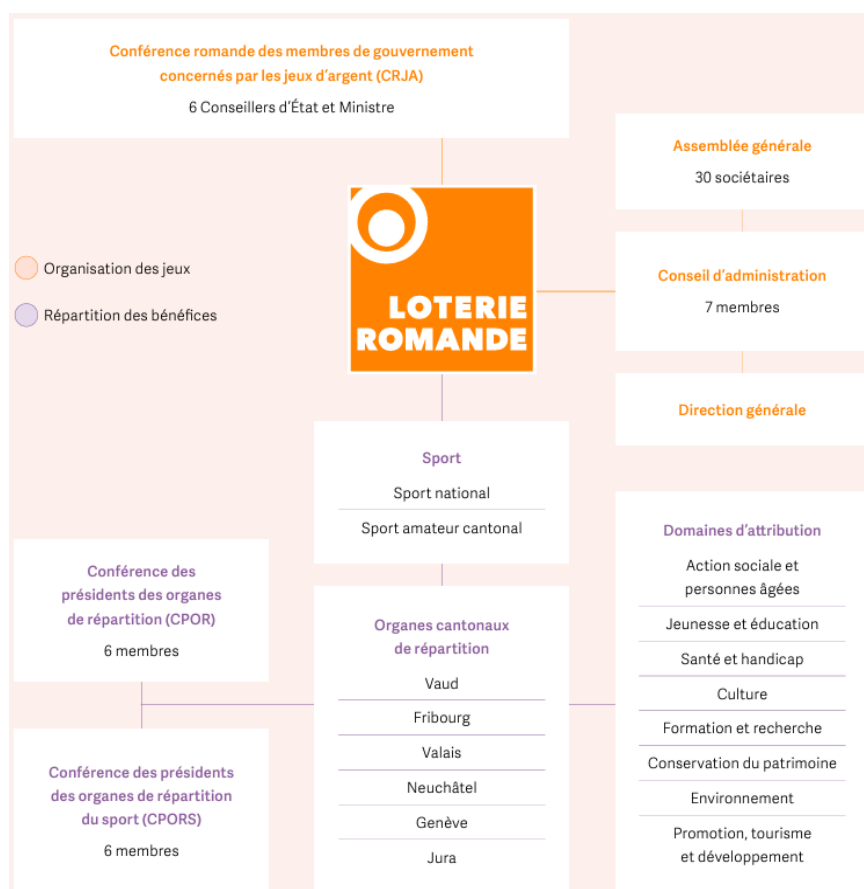 Conférence romande des membres de gouvernement
concernés par les jeux d’argent (CRJA)
6 Conseillers d’État et Ministre
Assemblée générale
30 sociétaires
Organisation des jeux
Répartition des bénéfices
LOTERIE
ROMANDE
Conseil d’administration
7 membres
Direction générale
Sport
Sport national
Sport amateur cantonal
Conférence des
présidents des organes
de répartition (CPOR)
6 membres
Conférence des présidents
des organes de répartition
du sport (CPORS)
6 membres
Organes cantonaux
de répartition
Vaud
Fribourg
Valais
Neuchâtel
Genève
Jura
Domaines d’attribution
Action sociale et
personnes âgées
Jeunesse et éducation
Santé et handicap
Culture
Formation et recherche
Conservation du patrimoine
Environnement
Promotion, tourisme
et développement